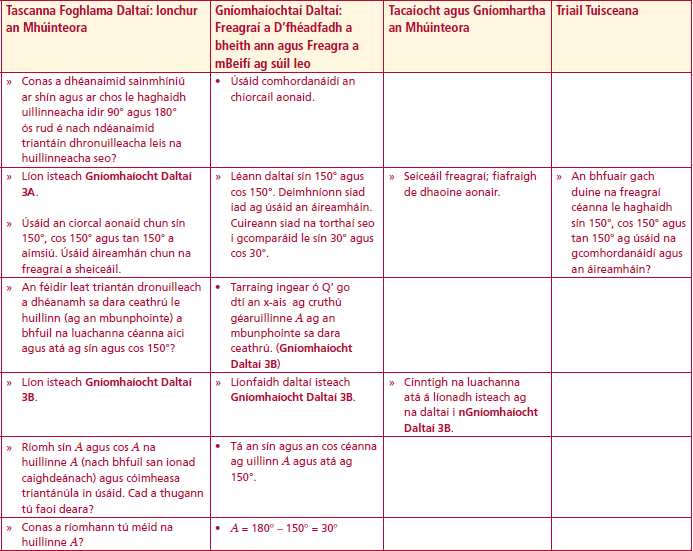 Tascanna Foghlama Daltaí: Ionchur
an Mhúinteora
Gníomhaíochtaí Daltaí:
Freagraí a D'fhéadfadh a
bheith ann agus Freagra a
mBeifí ag súil leo
Tacaíocht agus Gníomhartha
an Mhúinteora
Triail Tuisceana
» Conas a dhéanaimid sainmhíniú
ar shín agus ar chos le haghaidh
uillinneacha idir 90° agus 180°
ós rud é nach ndéanaimid
triantáin dhronuilleacha leis na
huillinneacha seo?
• Úsáid comhordanáidí an
chiorcail aonaid.
» Líon isteach Gníomhaíocht Daltaí
3A.
» Úsáid an ciorcal aonaid chun sín
150°, cos 150° agus tan 150° a
aimsiú. Úsáid áireamhán chun na
freagraí a sheiceáil.
» Léann daltaí sín 150° agus
cos 150°. Deimhníonn siad
iad ag úsáid an áireamháin.
Cuireann siad na torthaí seo
i gcomparáid le sín 30° agus
cos 30°.
» Seiceáil freagraí; fiafraigh
de dhaoine aonair.
» An bhfuair gach
duine na freagraí
céanna le haghaidh
sín 150°, cos 150° agus
tan 150° ag úsáid na
gcomhordanáidí agus
an áireamháin?
» An féidir leat triantán dronuilleach
a dhéanamh sa dara ceathrú le
huillinn (ag an mbunphointe) a
bhfuil na luachanna céanna aici
agus atá ag sín agus cos 150°?
• Tarraing ingear ó Q' go
dtí an x-ais ag cruthú
géaruillinne A ag an
mbunphointe sa dara
ceathrú. (Gníomhaíocht
Daltaí 3B)
» Líon isteach Gníomhaíocht Daltaí
3B.
» Líonfaidh daltaí isteach
Gníomhaíocht Daltaí 3B.
» Cinntigh na luachanna
atá á líonadh isteach ag
na daltaí i nGníomhaíocht
Daltaí 3B.
» Ríomh sín A agus cos A na
huillinne A (nach bhfuil san ionad
caighdeánach) agus cóimheasa
triantánúla in úsáid. Cad a thugann
tú faoi deara?
• Tá an sín agus an cos céanna
ag uillinn A agus atá ag
150°.
» Conas a ríomhann tú méid na
huillinne A?
• A = 180° – 150° = 30°